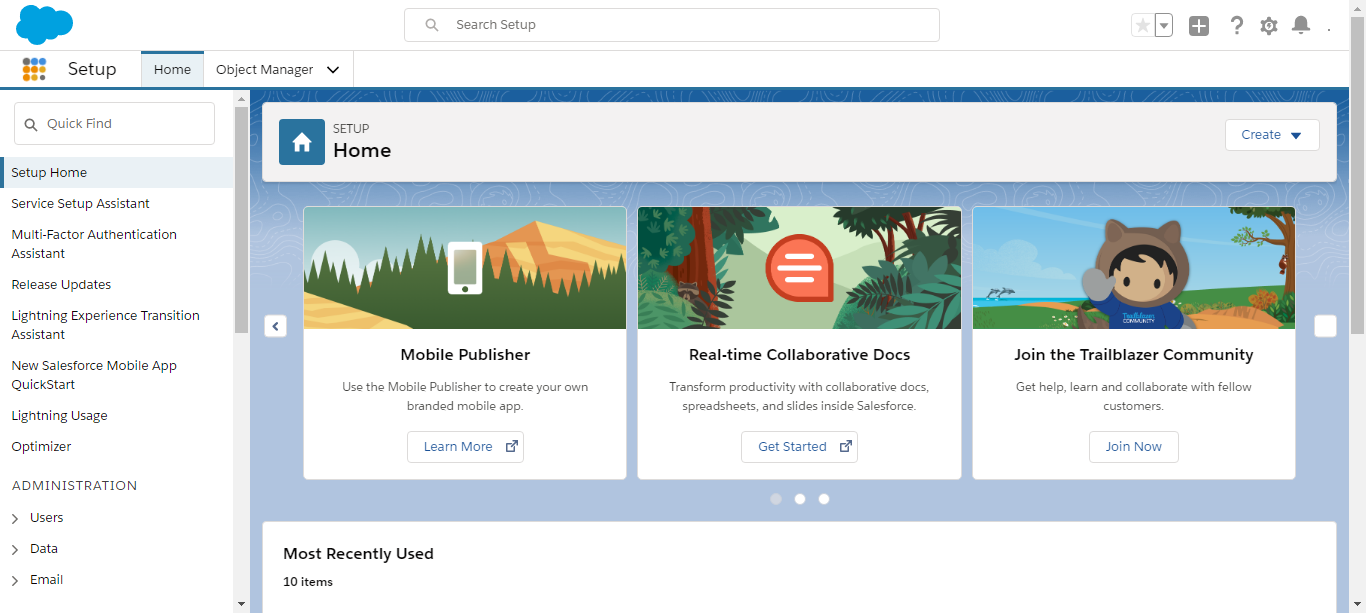 Search Setup
.
Setup
Home
Object Manager
Quick Find
Setup Home
Service Setup Assistant
Multi-Factor Authentication
Assistant
Release Updates
Lightning Experience Transition
Assistant
New Salesforce Mobile App
QuickStart
Lightning Usage
Optimizer
ADMINISTRATION
Users
Data
Email
SETUP
Home
Create
Mobile Publisher
Use the Mobile Publisher to create your own
branded mobile app.
Learn More
Real-time Collaborative Docs
Transform productivity with collaborative docs,
spreadsheets, and slides inside Salesforce.
Get Started
Trailblazer
COMMUNITY
Join the Trailblazer Community
Get help, learn and collaborate with fellow
customers.
Join Now
Most Recently Used
10 items